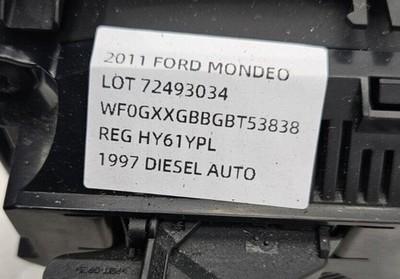 2011 FORD MONDEO
LOT 72493034
WF0GXXGBBGBT53838
REG HY61YPL
1997 DIESEL AUTO